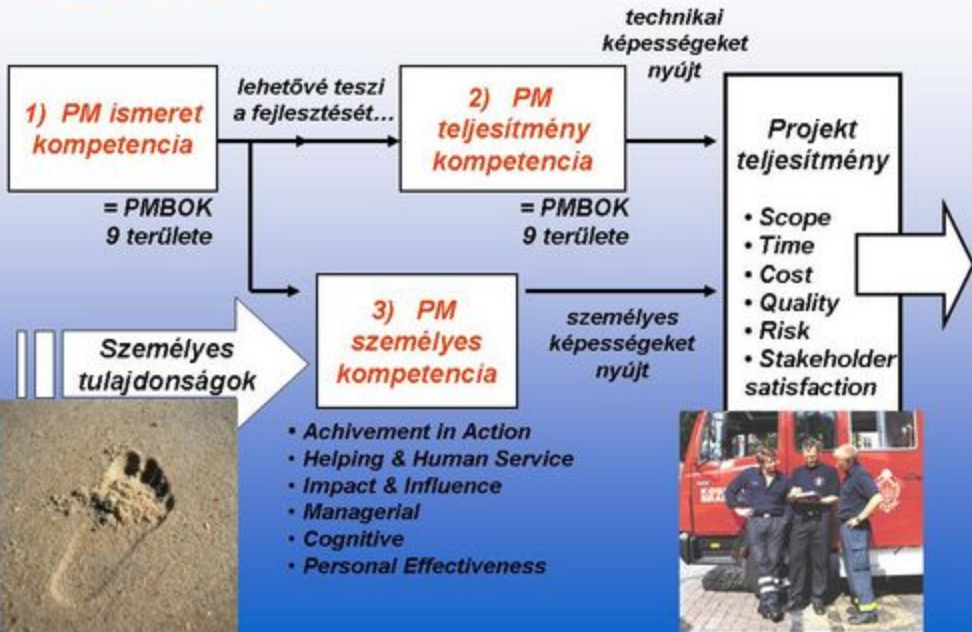 1) PM ismeret
kompetencia
= PMBOK
9 területe
lehetővé teszi
a fejlesztését...
2) PM
teljesítmény
kompetencia
= PMBOK
9 területe
technikai
képességeket
nyújt
Projekt
teljesítmény
• Scope
• Time
• Cost
• Quality
• Risk
• Stakeholder
satisfaction
Személyes
tulajdonságok
3) PM
személyes
kompetencia
személyes
képességeket
nyújt
• Achivement in Action
• Helping & Human Service
• Impact & Influence
• Managerial
• Cognitive
• Personal Effectiveness